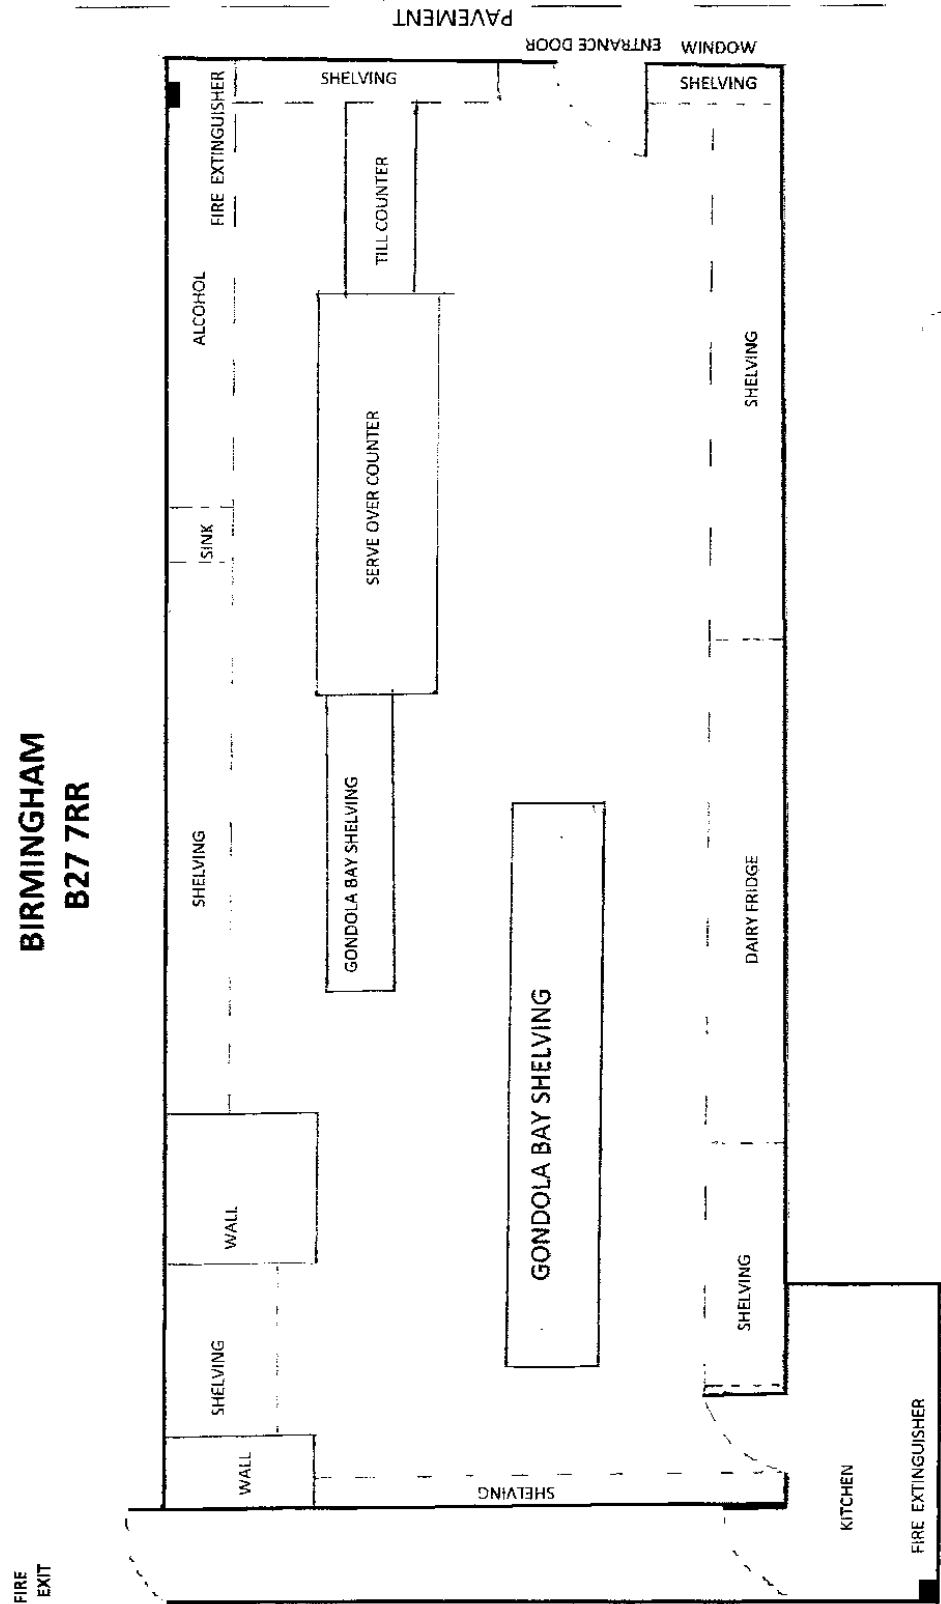 PAVEMENT
ENTRANCE DOOR
WINDOW
SHELVING
SHELVING
FIRE EXTINGUISHER
TILL COUNTER
ALCOHOL
SHELVING
SERVE OVER COUNTER
SINK
BIRMINGHAM
B27 7RR
SHELVING
GONDOLA BAY SHELVING
DAIRY FRIDGE
GONDOLA BAY SHELVING
WALL
SHELVING
SHELVING
WALL
SHELVING
KITCHEN
FIRE EXTINGUISHER
FIRE
EXIT